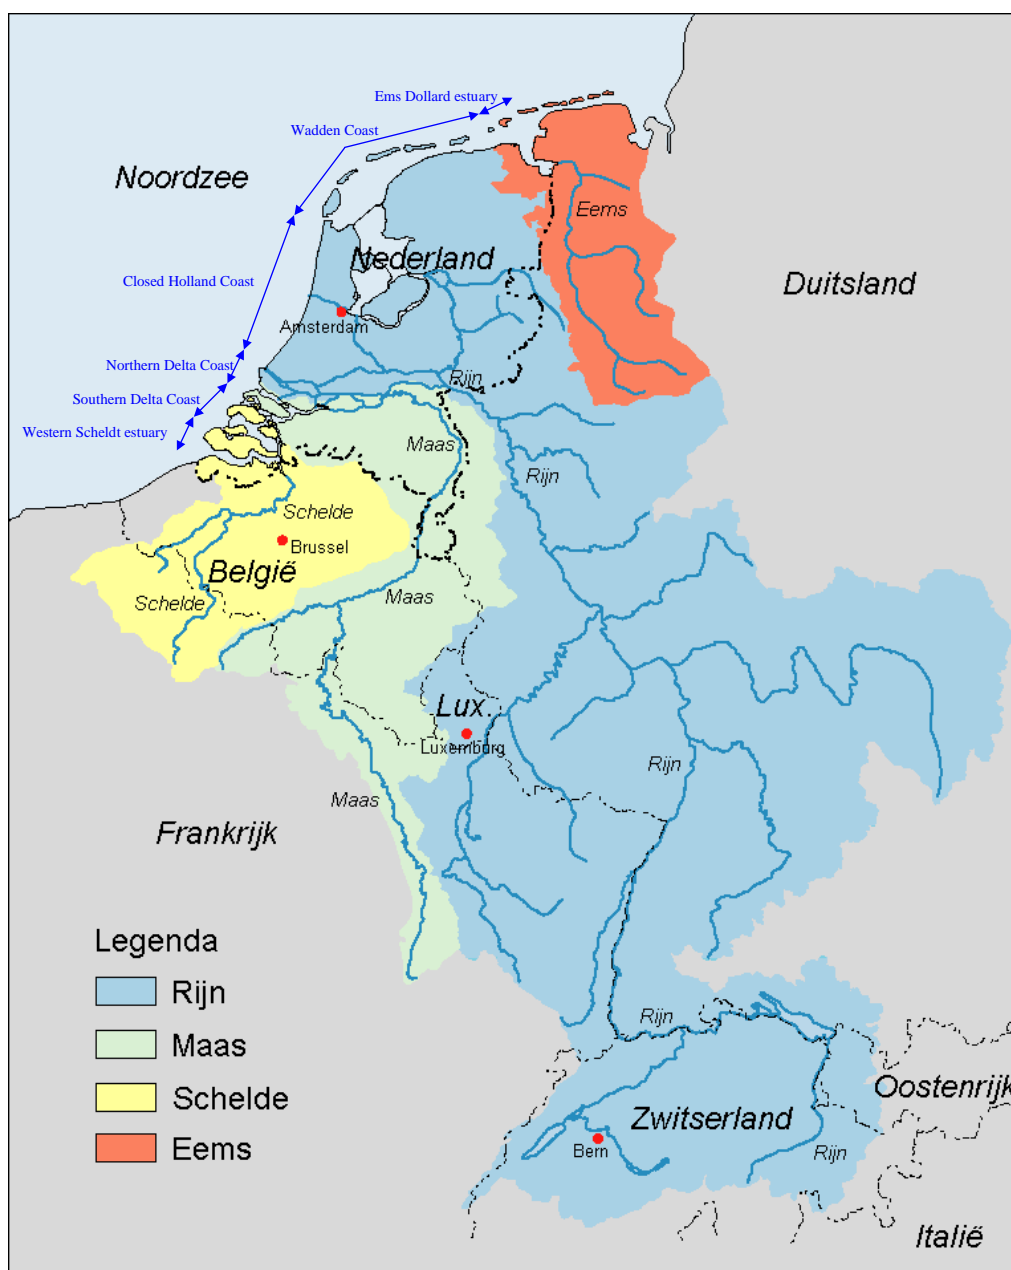 Ems Dollard estuary
Wadden Coast
Noordzee
Eems
Nederland
Closed Holland Coast
Duitsland
Amsterdam
Northern Delta Coast
Rijn
Southern Delta Coast
Western Scheldt estuary
Maas
Rijn
Schelde
Brussel
België
Schelde
Maas
Lux.
Luxemburg
Rijn
Maas
Frankrijk
Legenda
Rijn
Maas
Schelde
Eems
Rijn
Oostenrijk
Zwitserland
Bern
Rijn
Italië